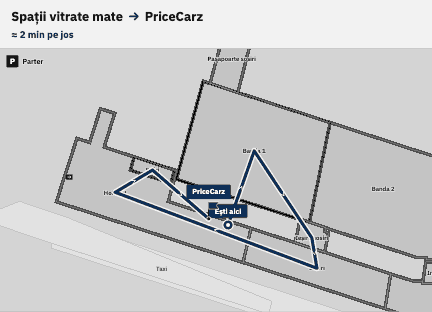 Spații vitrate mate → PriceCarz
≈ 2 min pe jos
P Parter
Pașapoarte sosiri
Banda 1
Banda 2
PriceCarz
Ești aici
Taxi